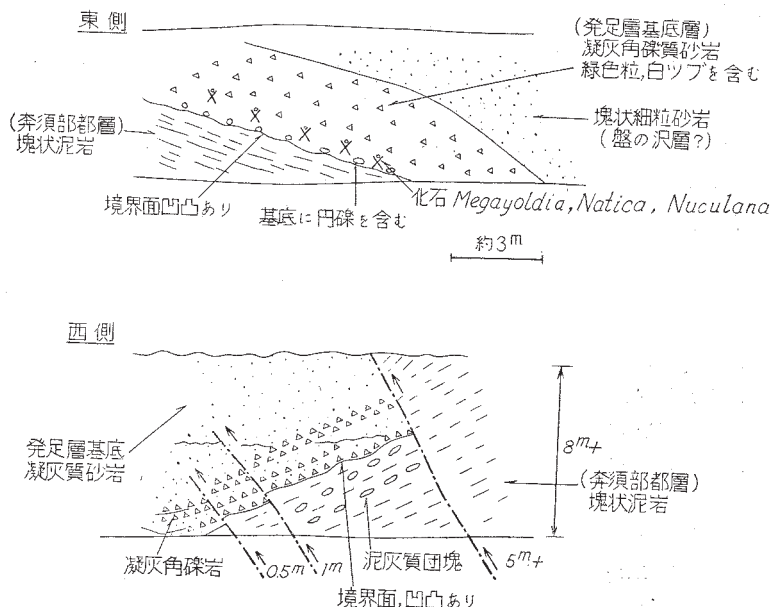 東側
(発足層基底層)
凝灰角礫質砂岩
緑色粒,白ツブを含む
(奔須部都層)
塊状泥岩
塊状細粒砂岩
(盤の沢層?)
境界面凹凸あり
基底に円礫を含む
化石 Megayoldia, Natica, Nuculana
約3m
西側
発足層基底
凝灰質砂岩
8m+
(奔須部都層)
塊状泥岩
凝灰角礫岩
0.5m
1m
泥灰質団塊
5m+
境界面,凹凸あり